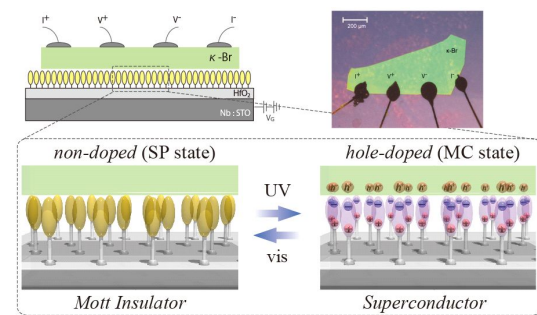 I⁺ V⁺ V⁻ I⁻
κ-Br
HfO₂
Nb:STO
V_G
200 μm
κ-Br
I⁺ V⁺ V⁻ I⁻
non-doped (SP state)
hole-doped (MC state)
UV
vis
h⁺ h⁺ h⁺ h⁺ h⁺ h⁺ h⁺ h⁺
Mott Insulator
Superconductor